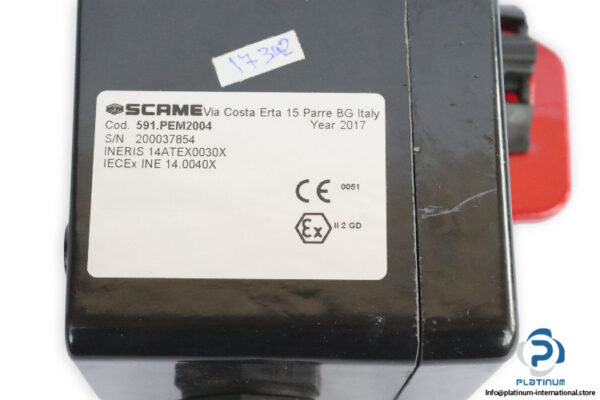 17342
SCAME Via Costa Erta 15 Parre BG Italy
Cod. 591.PEM2004 Year 2017
S/N 200037854
INERIS 14ATEX0030X
IECEx INE 14.0040X
CE 0051
Ex II 2 GD
PLATINUM
Info@platinum-international.store